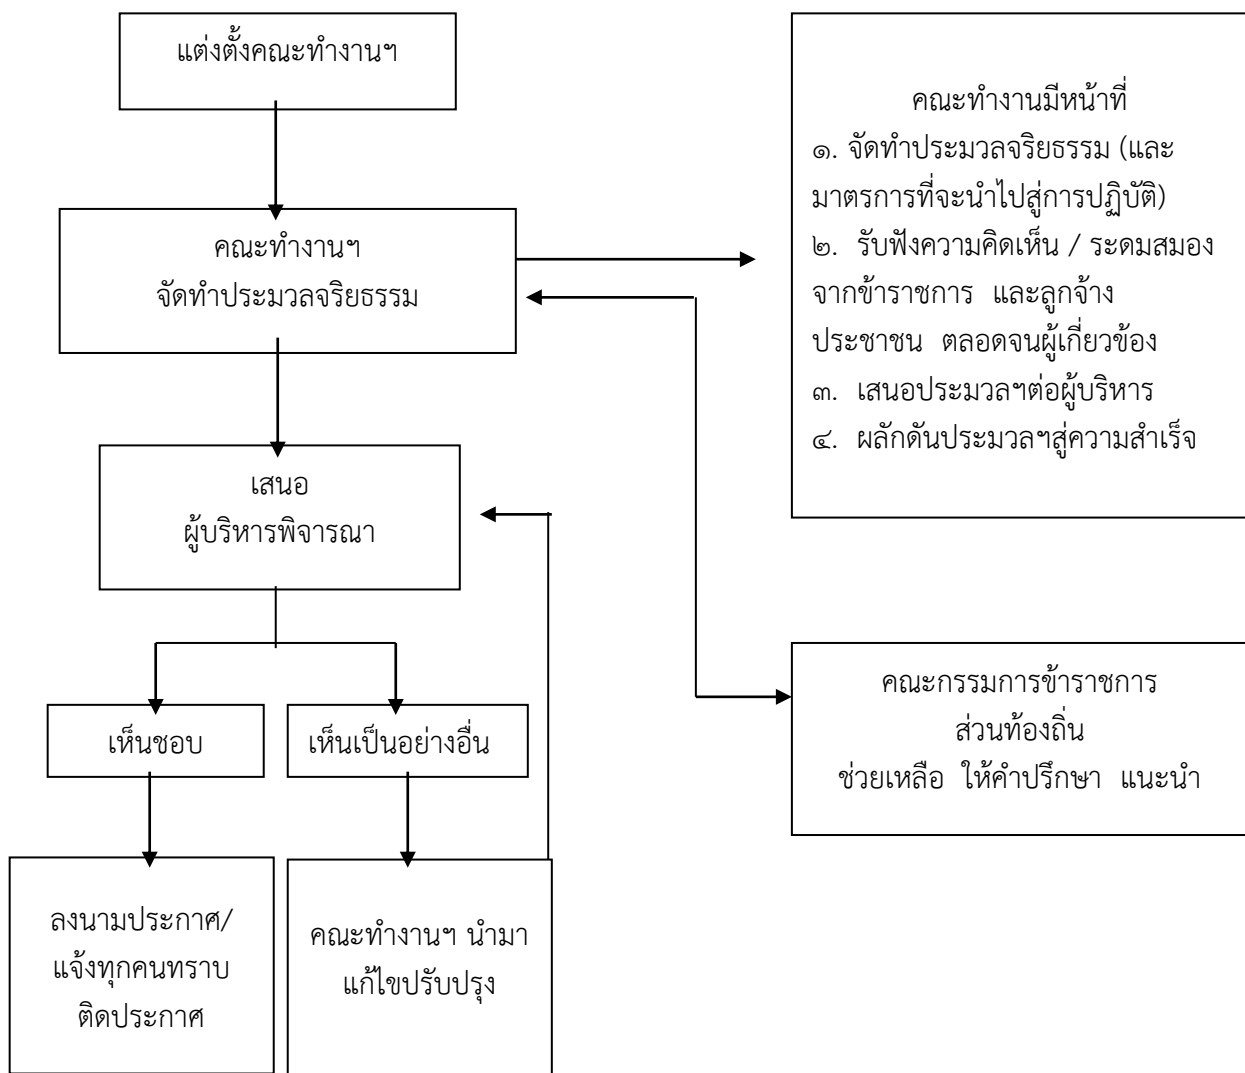 แต่งตั้งคณะทำงานฯ
คณะทำงานฯ
จัดทำประมวลจริยธรรม
เสนอ
ผู้บริหารพิจารณา
เห็นชอบ
เห็นเป็นอย่างอื่น
ลงนามประกาศ/
แจ้งทุกคนทราบ
ติดประกาศ
คณะทำงานฯ นำมา
แก้ไขปรับปรุง
คณะทำงานมีหน้าที่
๑. จัดทำประมวลจริยธรรม (และ
มาตรการที่จะนำไปสู่การปฏิบัติ)
๒. รับฟังความคิดเห็น / ระดมสมอง
จากข้าราชการ และลูกจ้าง
ประชาชน ตลอดจนผู้เกี่ยวข้อง
๓. เสนอประมวลฯต่อผู้บริหาร
๔. ผลักดันประมวลฯสู่ความสำเร็จ
คณะกรรมการข้าราชการ
ส่วนท้องถิ่น
ช่วยเหลือ ให้คำปรึกษา แนะนำ